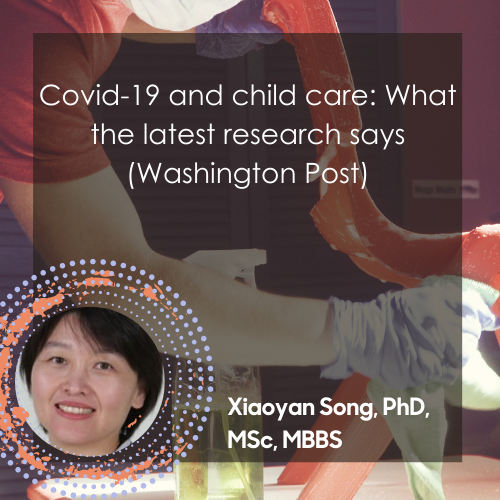 Covid-19 and child care: What
the latest research says
(Washington Post)
Xiaoyan Song, PhD,
MSc, MBBS